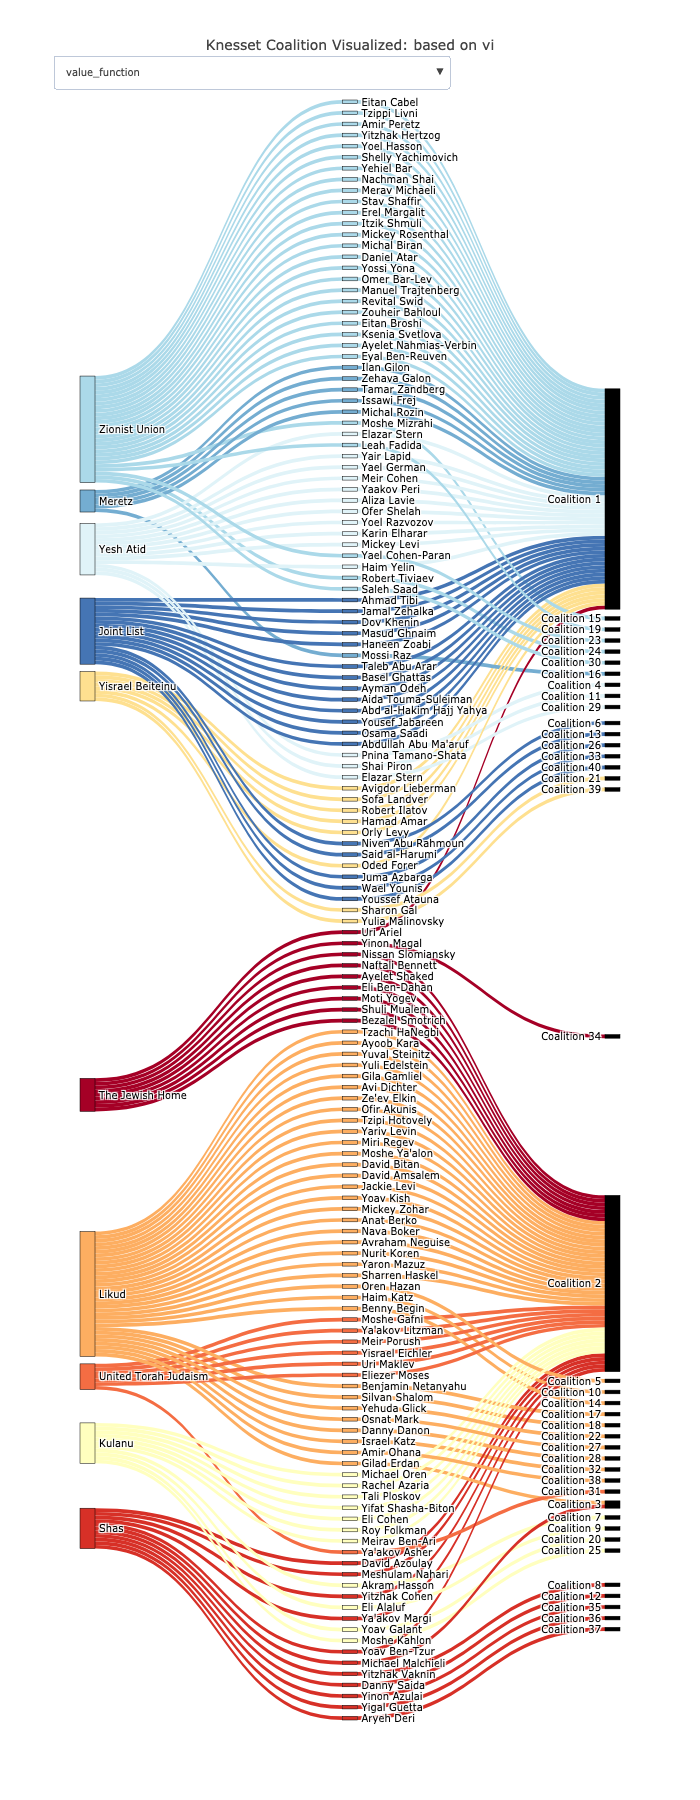 Knesset Coalition Visualized: based on vi
value_function
Zionist Union
Meretz
Yesh Atid
Joint List
Yisrael Beiteinu
The Jewish Home
Likud
United Torah Judaism
Kulanu
Shas
Eitan Cabel
Tzippi Livni
Amir Peretz
Yitzhak Hertzog
Yoel Hasson
Shelly Yachimovich
Yehiel Bar
Nachman Shai
Merav Michaeli
Stav Shaffir
Erel Margalit
Itzik Shmuli
Mickey Rosenthal
Michal Biran
Daniel Atar
Yossi Yona
Omer Bar-Lev
Manuel Trajtenberg
Revital Swid
Zouheir Bahloul
Eitan Broshi
Ksenia Svetlova
Ayelet Nahmias-Verbin
Eyal Ben-Reuven
Ilan Gilon
Zehava Galon
Tamar Zandberg
Issawi Frej
Michal Rozin
Moshe Mizrahi
Elazar Stern
Leah Fadida
Yair Lapid
Yael German
Meir Cohen
Yaakov Peri
Aliza Lavie
Ofer Shelah
Yoel Razvozov
Karin Elharar
Mickey Levi
Yael Cohen-Paran
Haim Yelin
Robert Tiviaev
Saleh Saad
Ahmad Tibi
Jamal Zehalka
Dov Khenin
Masud Ghnaim
Haneen Zoabi
Mossi Raz
Taleb Abu Arar
Basel Ghattas
Ayman Odeh
Aida Touma-Suleiman
Abd al-Hakim Hajj Yahya
Yousef Jabareen
Osama Saadi
Abdullah Abu Ma'aruf
Pnina Tamano-Shata
Shai Piron
Elazar Stern
Avigdor Lieberman
Sofa Landver
Robert Ilatov
Hamad Amar
Orly Levy
Niven Abu Rahmoun
Said al-Harumi
Oded Forer
Juma Azbarga
Wael Younis
Youssef Atauna
Sharon Gal
Yulia Malinovsky
Uri Ariel
Yinon Magal
Nissan Slomiansky
Naftali Bennett
Ayelet Shaked
Eli Ben-Dahan
Moti Yogev
Shuli Mualem
Bezalel Smotrich
Tzachi HaNegbi
Ayoob Kara
Yuval Steinitz
Yuli Edelstein
Gila Gamliel
Avi Dichter
Ze'ev Elkin
Ofir Akunis
Tzipi Hotovely
Yariv Levin
Miri Regev
Moshe Ya'alon
David Bitan
David Amsalem
Jackie Levi
Yoav Kish
Mickey Zohar
Anat Berko
Nava Boker
Avraham Neguise
Nurit Koren
Yaron Mazuz
Sharren Haskel
Oren Hazan
Haim Katz
Benny Begin
Moshe Gafni
Ya'akov Litzman
Meir Porush
Yisrael Eichler
Uri Maklev
Eliezer Moses
Benjamin Netanyahu
Silvan Shalom
Yehuda Glick
Osnat Mark
Danny Danon
Israel Katz
Amir Ohana
Gilad Erdan
Michael Oren
Rachel Azaria
Tali Ploskov
Yifat Shasha-Biton
Eli Cohen
Roy Folkman
Meirav Ben-Ari
Ya'akov Asher
David Azoulay
Meshulam Nahari
Akram Hasson
Yitzhak Cohen
Eli Alaluf
Ya'akov Margi
Yoav Galant
Moshe Kahlon
Yoav Ben-Tzur
Michael Malchieli
Yitzhak Vaknin
Danny Saida
Yinon Azulai
Yigal Guetta
Aryeh Deri
Coalition 1
Coalition 15
Coalition 19
Coalition 23
Coalition 24
Coalition 30
Coalition 16
Coalition 4
Coalition 11
Coalition 29
Coalition 6
Coalition 13
Coalition 26
Coalition 33
Coalition 40
Coalition 21
Coalition 39
Coalition 34
Coalition 2
Coalition 5
Coalition 10
Coalition 14
Coalition 17
Coalition 18
Coalition 22
Coalition 27
Coalition 28
Coalition 32
Coalition 38
Coalition 31
Coalition 3
Coalition 7
Coalition 9
Coalition 20
Coalition 25
Coalition 8
Coalition 12
Coalition 35
Coalition 36
Coalition 37